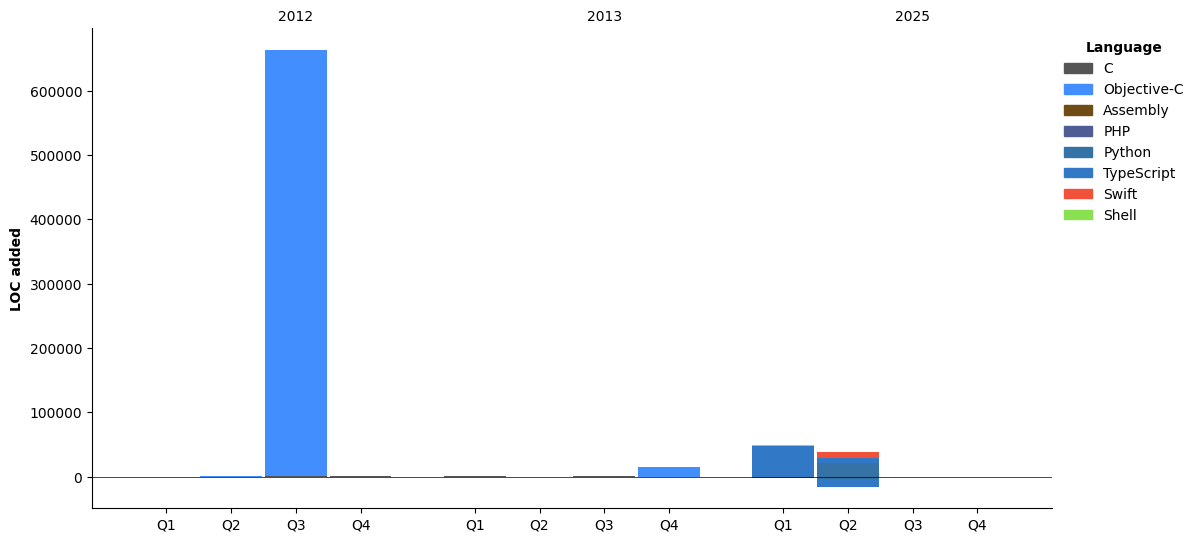 2012 2013 2025
Language
C
Objective-C
Assembly
PHP
Python
TypeScript
Swift
Shell
LOC added
600000
500000
400000
300000
200000
100000
0
Q1 Q2 Q3 Q4 Q1 Q2 Q3 Q4 Q1 Q2 Q3 Q4